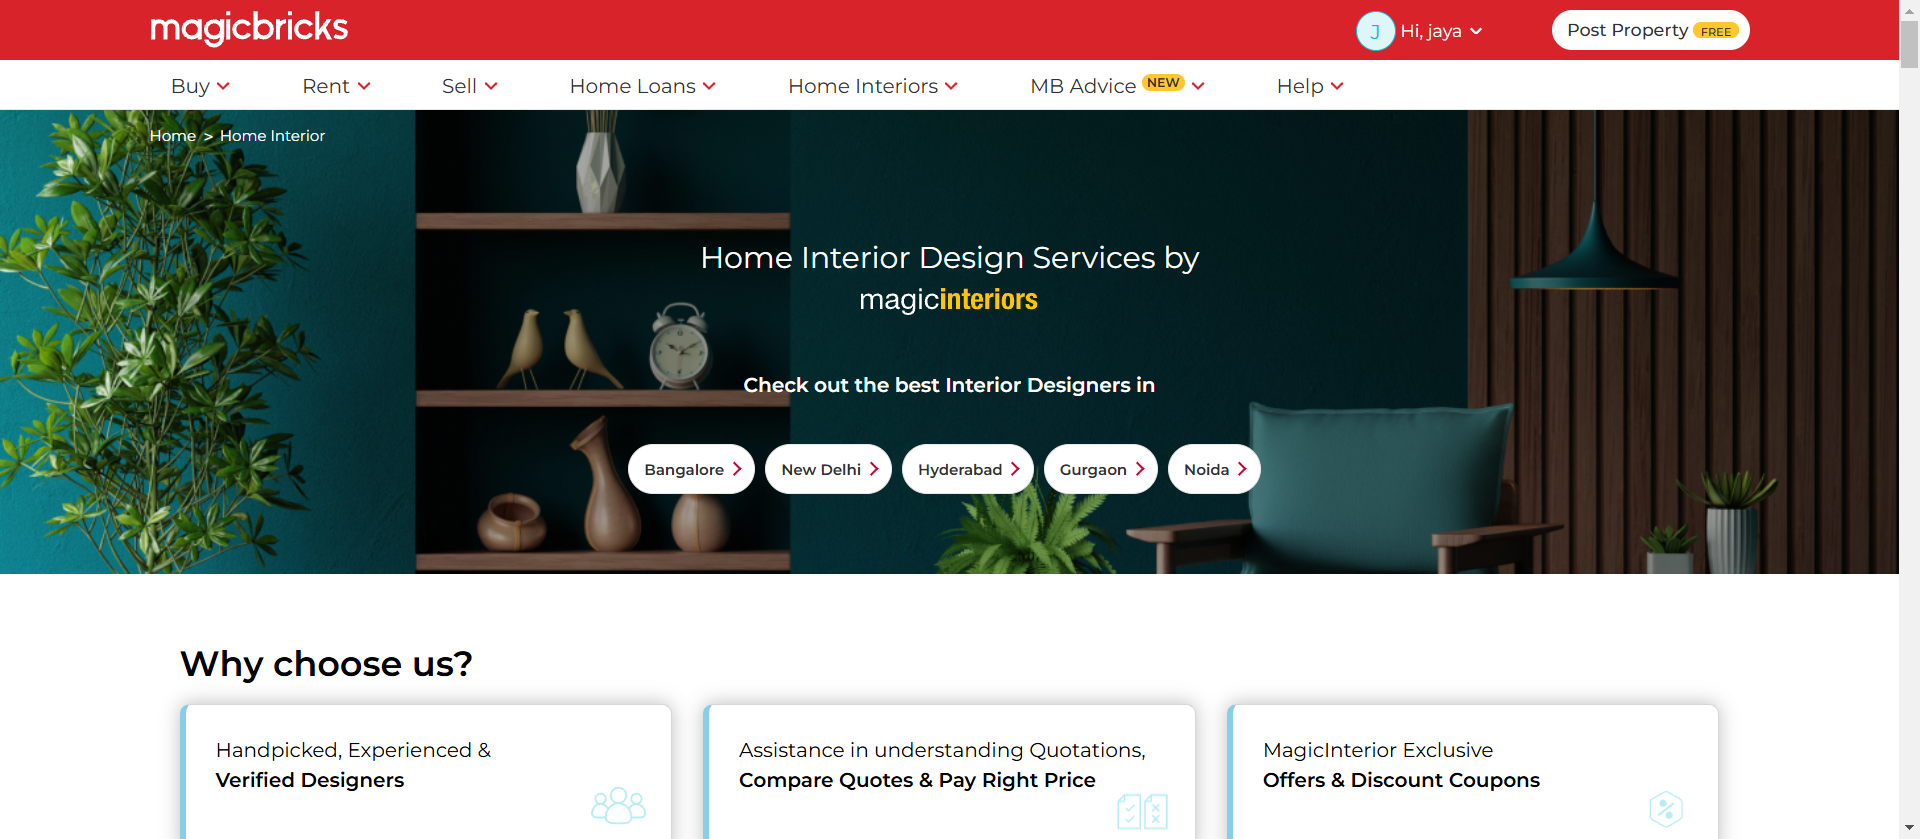 magicbricks
J
Hi, jaya
Post Property FREE
Buy
Rent
Sell
Home Loans
Home Interiors
MB Advice NEW
Help
Home > Home Interior
Home Interior Design Services by
magicinteriors
Check out the best Interior Designers in
Bangalore
New Delhi
Hyderabad
Gurgaon
Noida
Why choose us?
Handpicked, Experienced &
Verified Designers
Assistance in understanding Quotations,
Compare Quotes & Pay Right Price
MagicInterior Exclusive
Offers & Discount Coupons